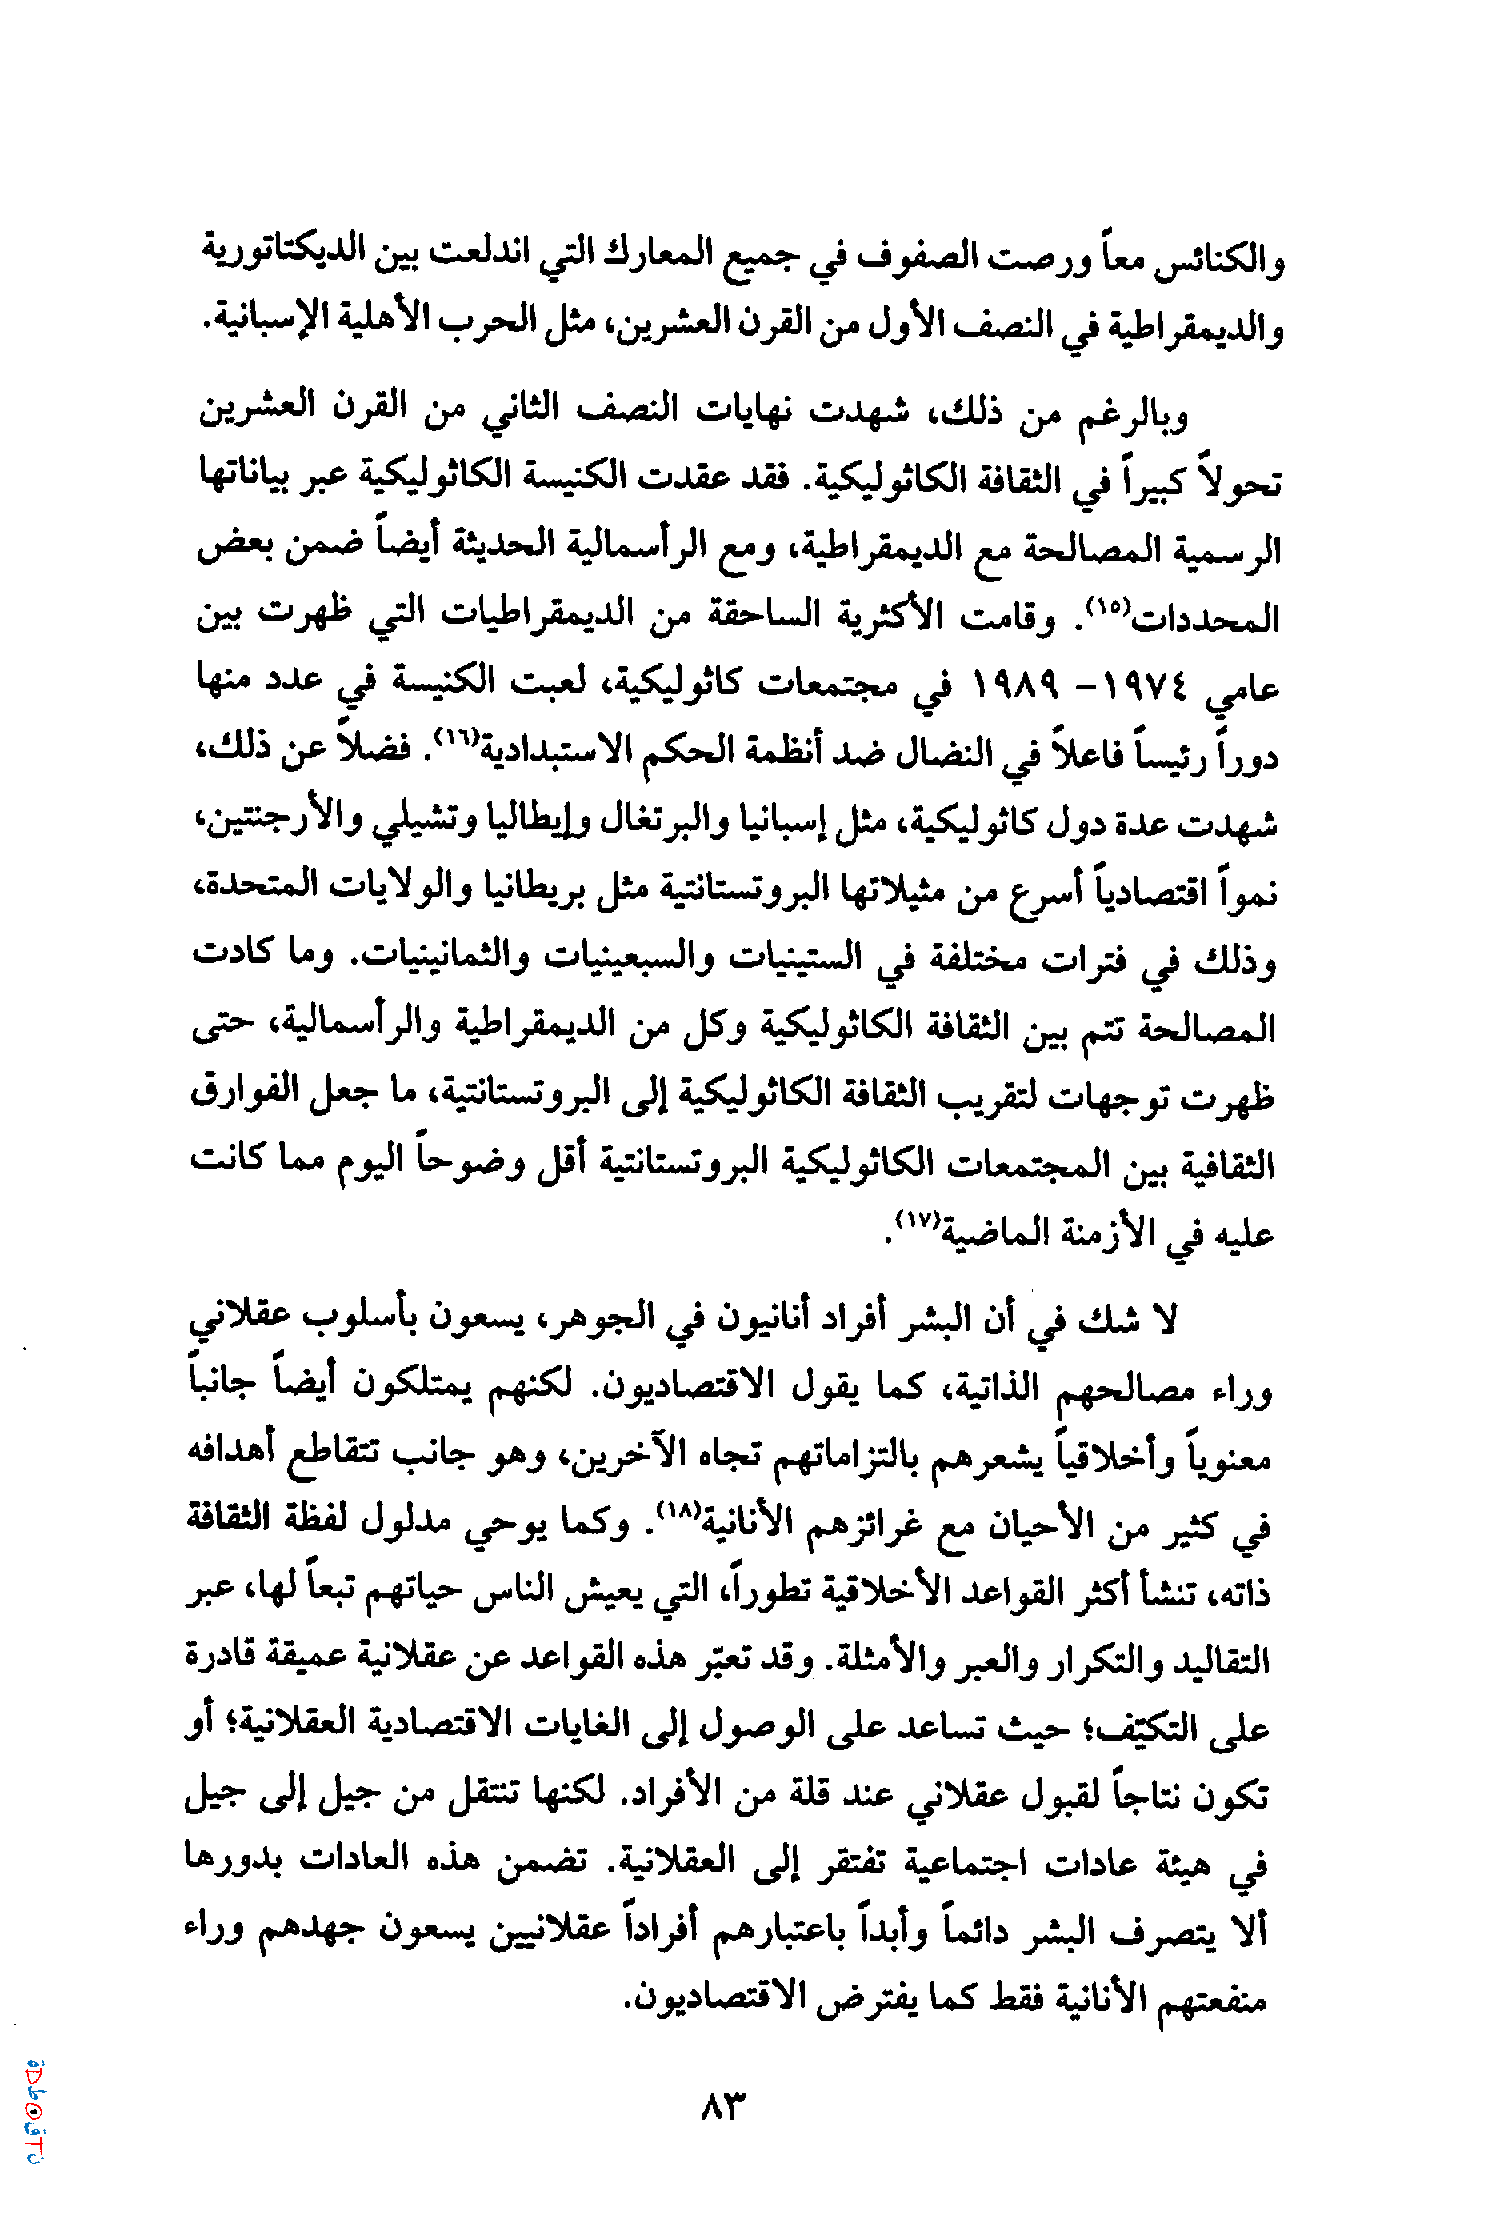 والكنائس معاً ورصت الصفوف في جميع المعارك التي اندلعت بين الديكتاتورية
والديمقراطية في النصف الأول من القرن العشرين، مثل الحرب الأهلية الإسبانية.
وبالرغم من ذلك، شهدت نهايات النصف الثاني من القرن العشرين
تحولاً كبيراً في الثقافة الكاثوليكية. فقد عقدت الكنيسة الكاثوليكية عبر بياناتها
الرسمية المصالحة مع الديمقراطية، ومع الرأسمالية الحديثة أيضاً ضمن بعض
المحددات(١٥). وقامت الأكثرية الساحقة من الديمقراطيات التي ظهرت بين
عامي ١٩٧٤- ١٩٨٩ في مجتمعات كاثوليكية، لعبت الكنيسة في عدد منها
دوراً رئيساً فاعلاً في النضال ضد أنظمة الحكم الاستبدادية(١٦). فضلاً عن ذلك،
شهدت عدة دول كاثوليكية، مثل إسبانيا والبرتغال وإيطاليا وتشيلي والأرجنتين،
نمواً اقتصادياً أسرع من مثيلاتها البروتستانتية مثل بريطانيا والولايات المتحدة،
وذلك في فترات مختلفة في الستينيات والسبعينيات والثمانينيات. وما كادت
المصالحة تتم بين الثقافة الكاثوليكية وكل من الديمقراطية والرأسمالية، حتى
ظهرت توجهات لتقريب الثقافة الكاثوليكية إلى البروتستانتية، ما جعل الفوارق
الثقافية بين المجتمعات الكاثوليكية البروتستانتية أقل وضوحاً اليوم مما كانت
عليه في الأزمنة الماضية(١٧).
لا شك في أن البشر أفراد أنانيون في الجوهر، يسعون بأسلوب عقلاني
وراء مصالحهم الذاتية، كما يقول الاقتصاديون. لكنهم يمتلكون أيضاً جانباً
معنوياً وأخلاقياً يشعرهم بالتزاماتهم تجاه الآخرين، وهو جانب تتقاطع أهدافه
في كثير من الأحيان مع غرائزهم الأنانية(١٨). وكما يوحي مدلول لفظة الثقافة
ذاته، تنشأ أكثر القواعد الأخلاقية تطوراً، التي يعيش الناس حياتهم تبعاً لها، عبر
التقاليد والتكرار والعبر والأمثلة. وقد تعبّر هذه القواعد عن عقلانية عميقة قادرة
على التكيّف؛ حيث تساعد على الوصول إلى الغايات الاقتصادية العقلانية؛ أو
تكون نتاجاً لقبول عقلاني عند قلة من الأفراد. لكنها تنتقل من جيل إلى جيل
في هيئة عادات اجتماعية تفتقر إلى العقلانية. تضمن هذه العادات بدورها
ألا يتصرف البشر دائماً وأبداً باعتبارهم أفراداً عقلانيين يسعون جهدهم وراء
منفعتهم الأنانية فقط كما يفترض الاقتصاديون.
٨٣